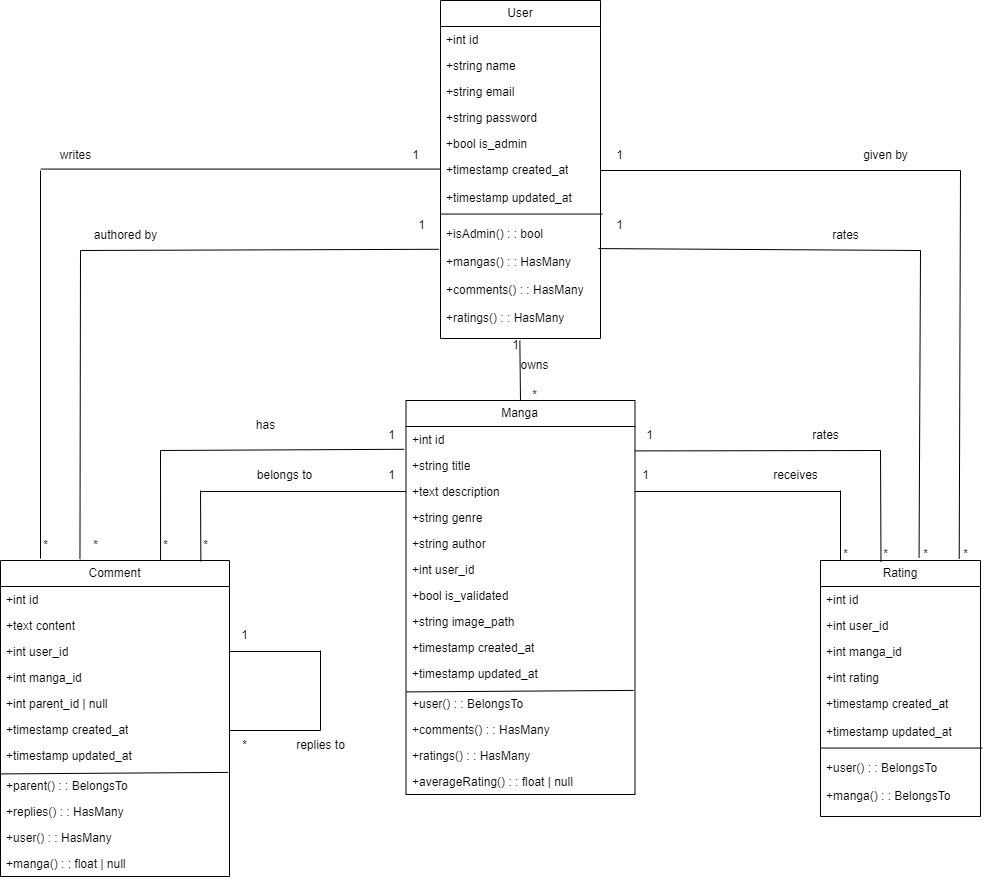 User
+int id
+string name
+string email
+string password
+bool is_admin
+timestamp created_at
+timestamp updated_at
+isAdmin() : : bool
+mangas() : : HasMany
+comments() : : HasMany
+ratings() : : HasMany
writes
1
1
given by
authored by
1
1
rates
1
owns
*
Manga
+int id
+string title
+text description
+string genre
+string author
+int user_id
+bool is_validated
+string image_path
+timestamp created_at
+timestamp updated_at
+user() : : BelongsTo
+comments() : : HasMany
+ratings() : : HasMany
+averageRating() : : float | null
has
1
1
rates
belongs to
1
1
receives
*
*
*
*
*
*
*
*
Comment
+int id
+text content
+int user_id
+int manga_id
+int parent_id | null
+timestamp created_at
+timestamp updated_at
+parent() : : BelongsTo
+replies() : : HasMany
+user() : : HasMany
+manga() : : float | null
1
*
replies to
Rating
+int id
+int user_id
+int manga_id
+int rating
+timestamp created_at
+timestamp updated_at
+user() : : BelongsTo
+manga() : : BelongsTo